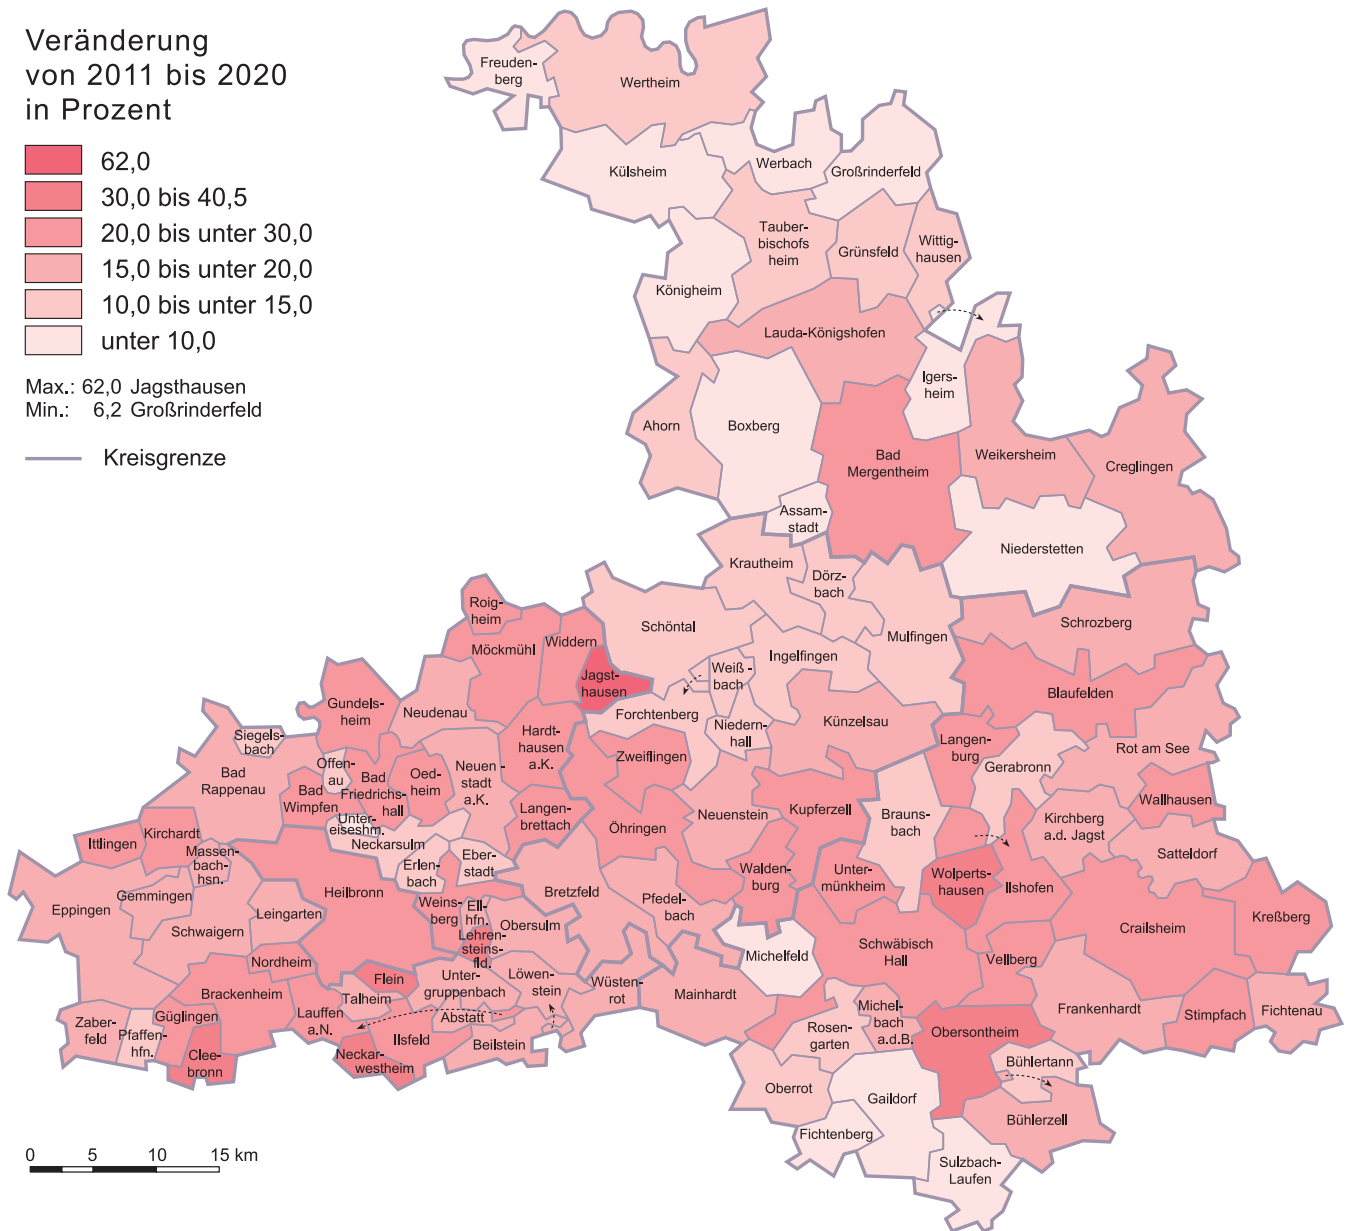 Veränderung
von 2011 bis 2020
in Prozent
62,0
30,0 bis 40,5
20,0 bis unter 30,0
15,0 bis unter 20,0
10,0 bis unter 15,0
unter 10,0
Max.: 62,0 Jagsthausen
Min.: 6,2 Großrinderfeld
Kreisgrenze
Freuden-
berg
Wertheim
Külsheim
Werbach
Großrinderfeld
Tauber-
bischofs
heim
Grünsfeld
Wittig-
hausen
Königheim
Lauda-Königshofen
Igers-
heim
Ahorn
Boxberg
Bad
Mergentheim
Weikersheim
Creglingen
Assam-
stadt
Niederstetten
Krautheim
Dörz-
bach
Mulfingen
Schöntal
Ingelfingen
Weiß -
bach
Forchtenberg
Niedern-
hall
Künzelsau
Schrozberg
Blaufelden
Roig-
heim
Möckmühl
Widdern
Jagst-
hausen
Gundels-
heim
Neudenau
Hardt-
hausen
a.K.
Siegels-
bach
Bad
Rappenau
Offen-
au
Bad
Wimpfen
Bad
Friedrichs-
hall
Oed-
heim
Neuen-
stadt
a.K.
Langen-
brettach
Zweiflingen
Öhringen
Neuenstein
Kupferzell
Langen-
burg
Gerabronn
Rot am See
Wallhausen
Kirchberg
a.d. Jagst
Satteldorf
Brauns-
bach
Unter-
eiseshm.
Neckarsulm
Ittlingen
Kirchardt
Massen-
bach-
hsn.
Erlen-
bach
Eber-
stadt
Eppingen
Gemmingen
Schwaigern
Leingarten
Heilbronn
Weins-
berg
Ell-
hfn.
Lehren-
steins-
fld.
Obersulm
Bretzfeld
Pfedel-
bach
Walden-
burg
Unter-
münkheim
Wolperts-
hausen
Ilshofen
Crailsheim
Kreßberg
Nordheim
Flein
Talheim
Unter-
gruppenbach
Löwen-
stein
Wüsten-
rot
Mainhardt
Michelfeld
Schwäbisch
Hall
Vellberg
Frankenhardt
Stimpfach
Fichtenau
Brackenheim
Lauffen
a.N.
Abstatt
Zaber-
feld
Pfaffen-
hfn.
Güglingen
Clee-
bronn
Neckar-
westheim
Ilsfeld
Beilstein
Rosen-
garten
Michel-
bach
a.d.B.
Obersontheim
Bühlertann
Oberrot
Gaildorf
Bühlerzell
Fichtenberg
Sulzbach-
Laufen
0 5 10 15 km